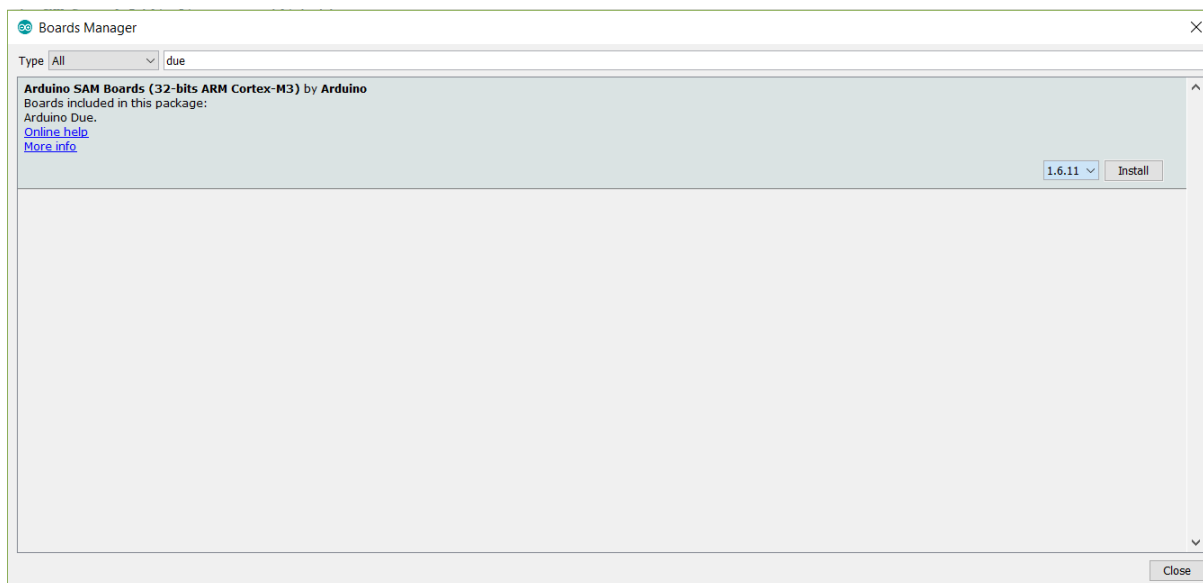 Boards Manager
Type All due
Arduino SAM Boards (32-bits ARM Cortex-M3) by Arduino
Boards included in this package:
Arduino Due.
Online help
More info
1.6.11 Install
Close